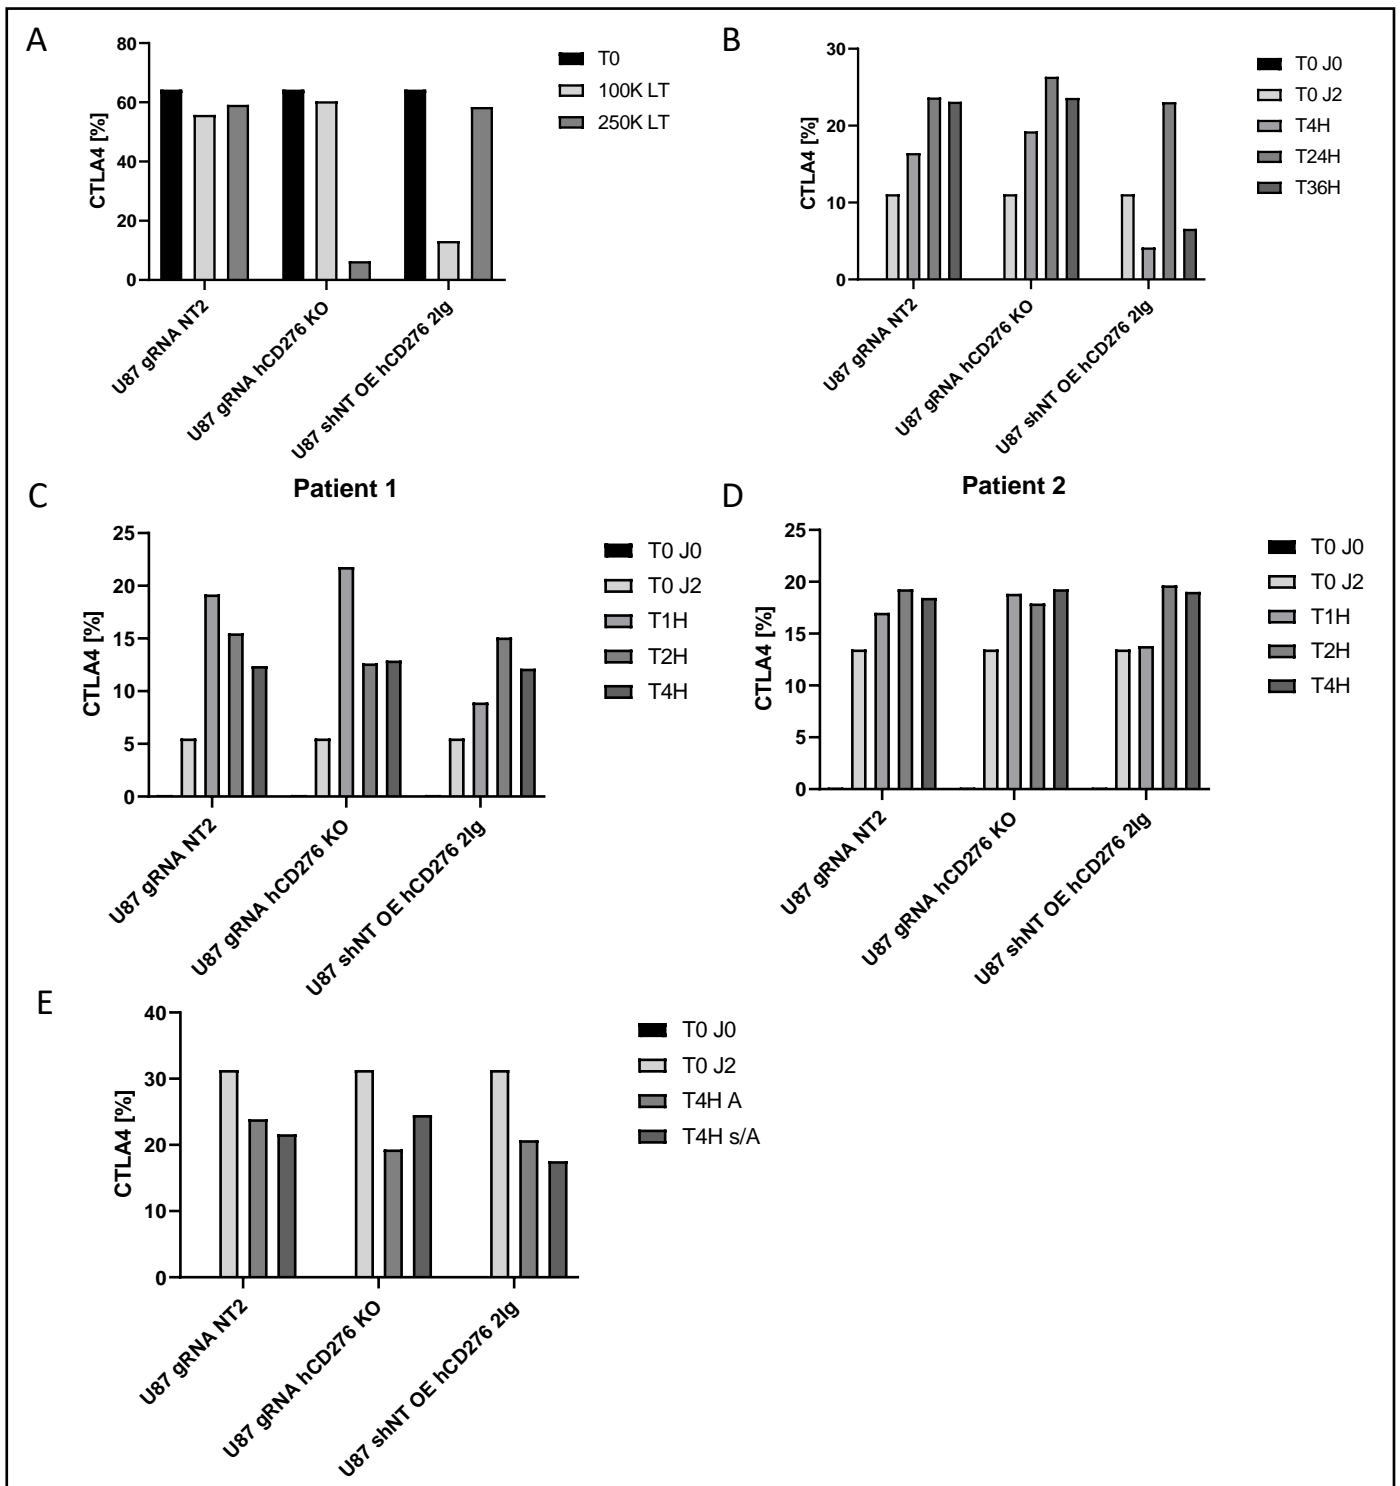 A
CTLA4 [%]
80
60
40
20
0
T0
100K LT
250K LT
U87 gRNA NT2
U87 gRNA hCD276 KO
U87 shNT OE hCD276 2Ig
B
CTLA4 [%]
30
20
10
0
T0 J0
T0 J2
T4H
T24H
T36H
U87 gRNA NT2
U87 gRNA hCD276 KO
U87 shNT OE hCD276 2Ig
C
Patient 1
CTLA4 [%]
25
20
15
10
5
0
T0 J0
T0 J2
T1H
T2H
T4H
U87 gRNA NT2
U87 gRNA hCD276 KO
U87 shNT OE hCD276 2Ig
D
Patient 2
CTLA4 [%]
25
20
15
10
5
0
T0 J0
T0 J2
T1H
T2H
T4H
U87 gRNA NT2
U87 gRNA hCD276 KO
U87 shNT OE hCD276 2Ig
E
CTLA4 [%]
40
30
20
10
0
T0 J0
T0 J2
T4H A
T4H s/A
U87 gRNA NT2
U87 gRNA hCD276 KO
U87 shNT OE hCD276 2Ig